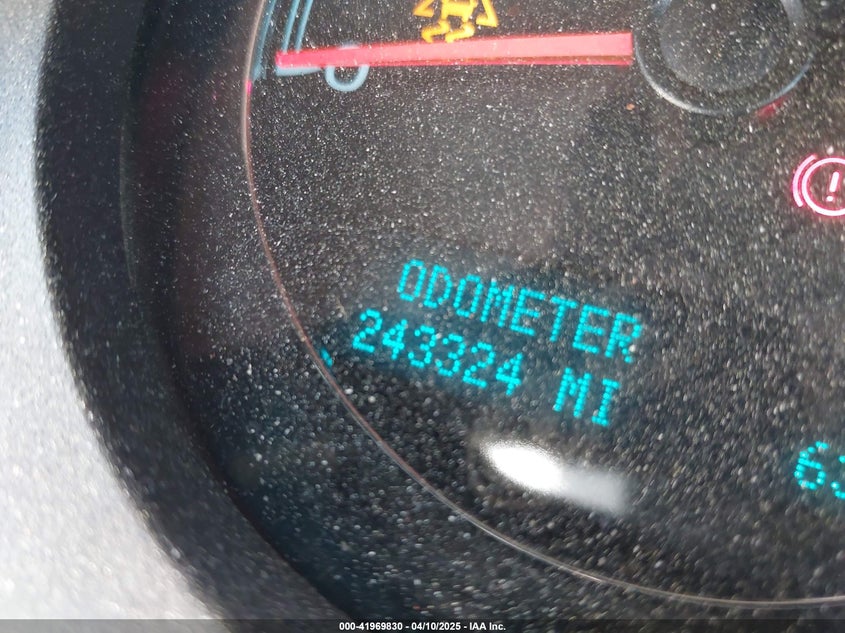 ODOMETER
243324 MI
000-41969830 - 04/10/2025 - IAA Inc.